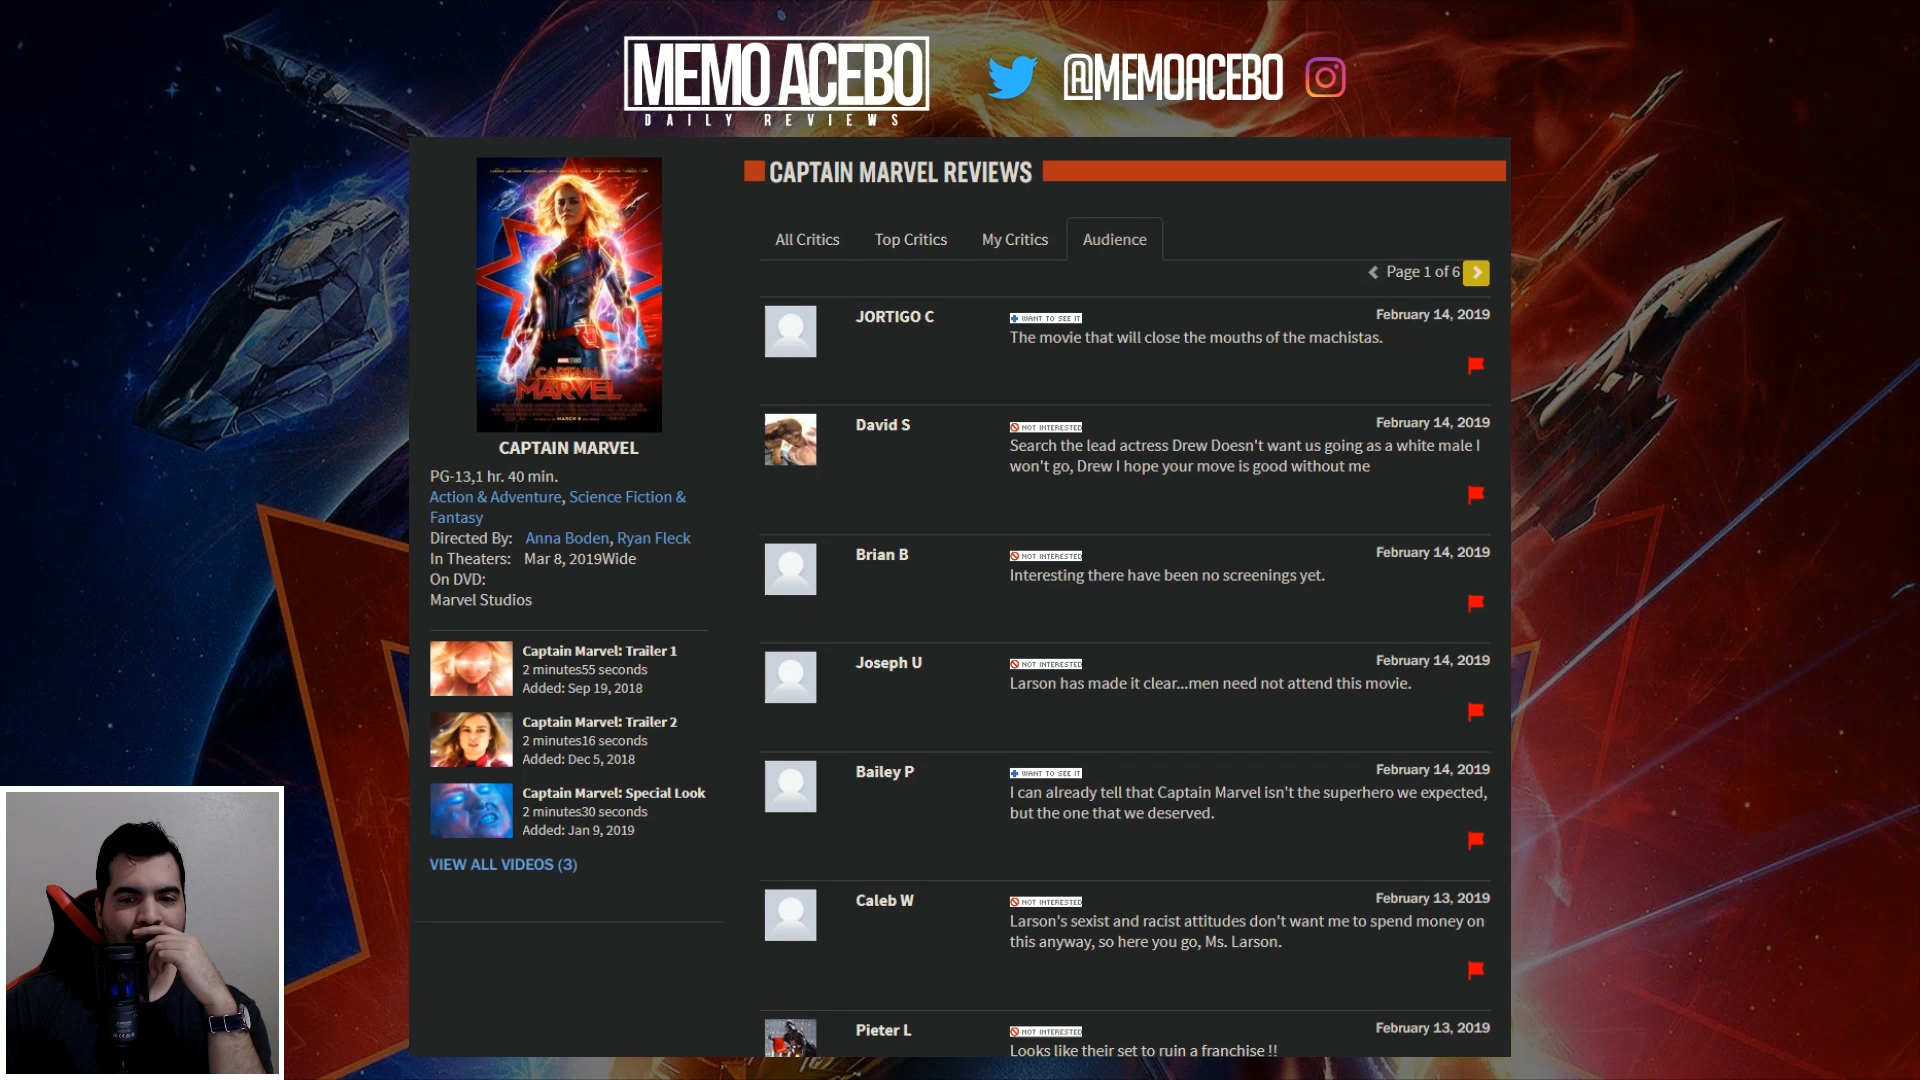 MEMO ACEBO
DAILY REVIEWS
@MEMOACEBO
CAPTAIN MARVEL
CAPTAIN MARVEL
PG-13,1 hr. 40 min.
Action & Adventure, Science Fiction &
Fantasy
Directed By: Anna Boden, Ryan Fleck
In Theaters: Mar 8, 2019Wide
On DVD:
Marvel Studios
Captain Marvel: Trailer 1
2 minutes55 seconds
Added: Sep 19, 2018
Captain Marvel: Trailer 2
2 minutes16 seconds
Added: Dec 5, 2018
Captain Marvel: Special Look
2 minutes30 seconds
Added: Jan 9, 2019
VIEW ALL VIDEOS (3)
CAPTAIN MARVEL REVIEWS
All Critics Top Critics My Critics Audience
Page 1 of 6
JORTIGO C
WANT TO SEE IT
February 14, 2019
The movie that will close the mouths of the machistas.
David S
NOT INTERESTED
February 14, 2019
Search the lead actress Drew Doesn't want us going as a white male I
won't go, Drew I hope your move is good without me
Brian B
NOT INTERESTED
February 14, 2019
Interesting there have been no screenings yet.
Joseph U
NOT INTERESTED
February 14, 2019
Larson has made it clear...men need not attend this movie.
Bailey P
WANT TO SEE IT
February 14, 2019
I can already tell that Captain Marvel isn't the superhero we expected,
but the one that we deserved.
Caleb W
NOT INTERESTED
February 13, 2019
Larson's sexist and racist attitudes don't want me to spend money on
this anyway, so here you go, Ms. Larson.
Pieter L
NOT INTERESTED
February 13, 2019
Looks like their set to ruin a franchise !!